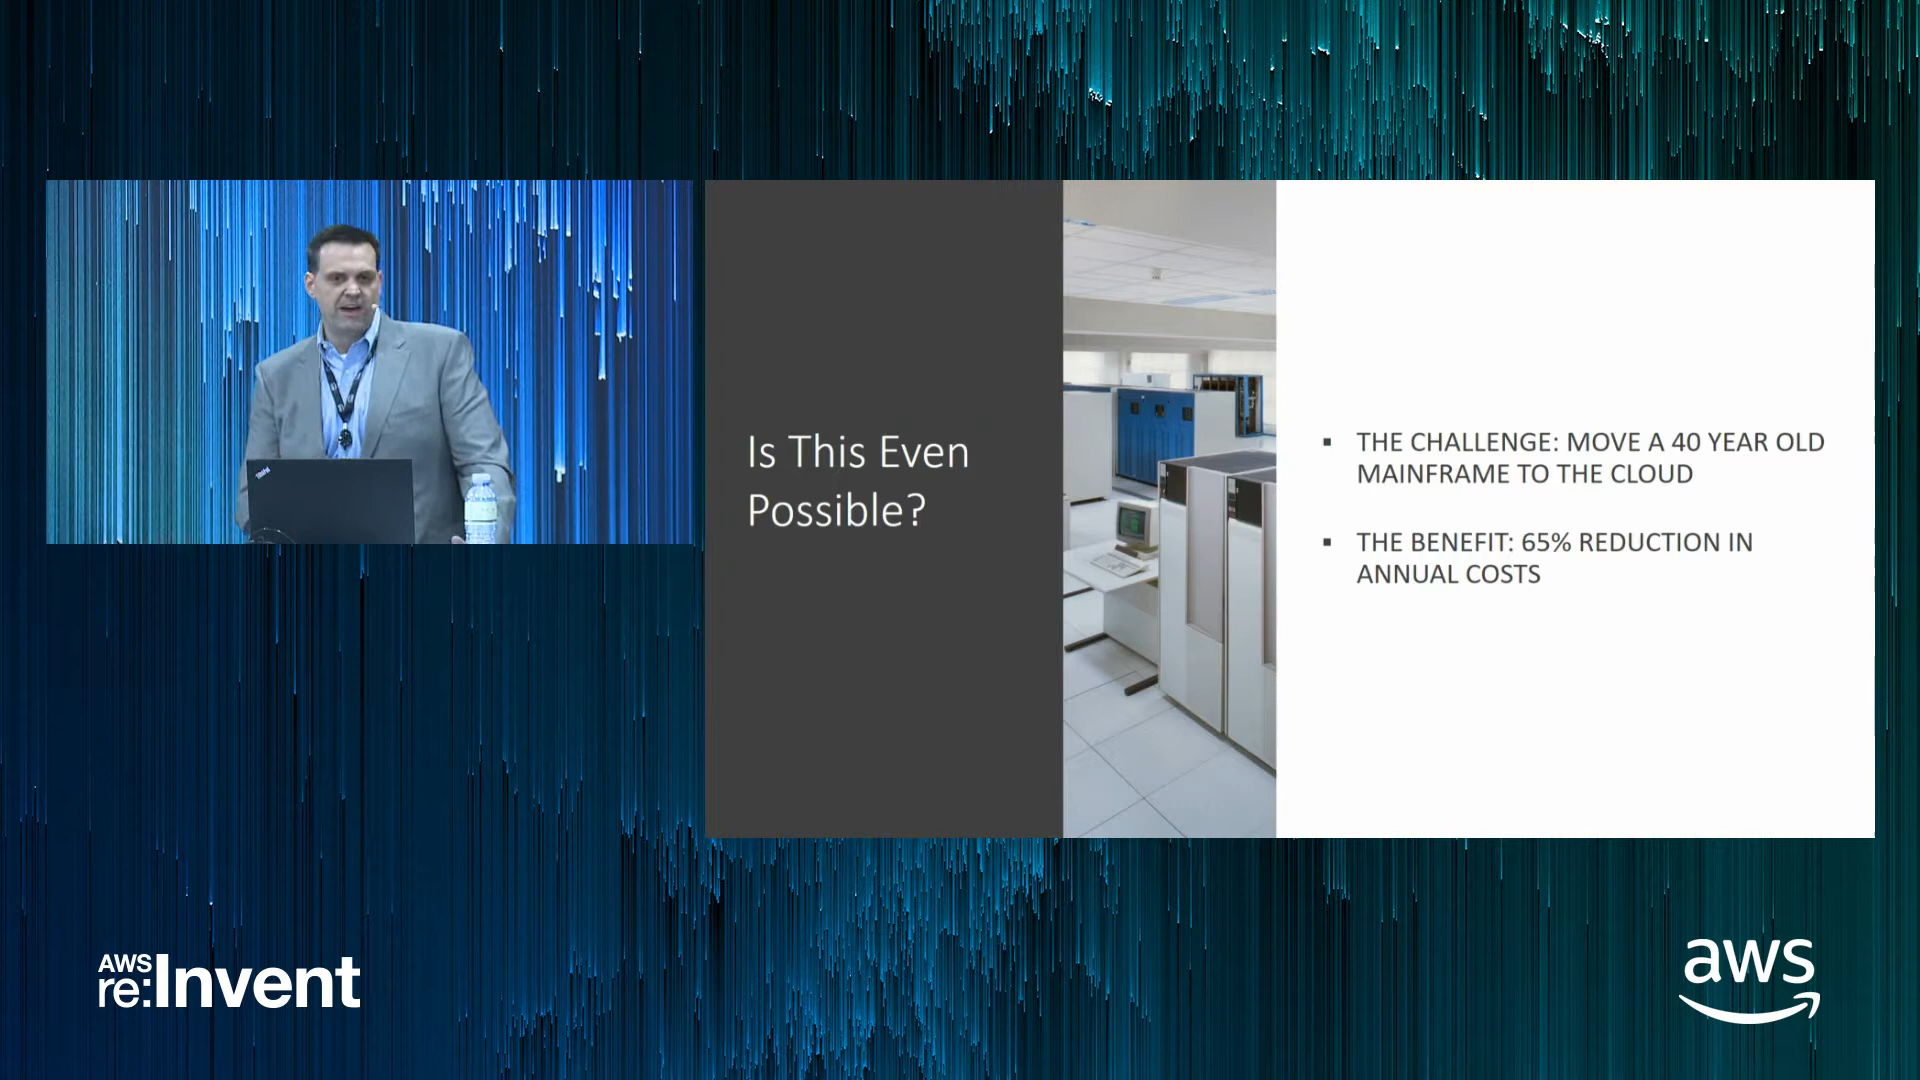 ThinkPad
Is This Even
Possible?
▪ THE CHALLENGE: MOVE A 40 YEAR OLD
MAINFRAME TO THE CLOUD
▪ THE BENEFIT: 65% REDUCTION IN
ANNUAL COSTS
AWS
re:Invent
aws